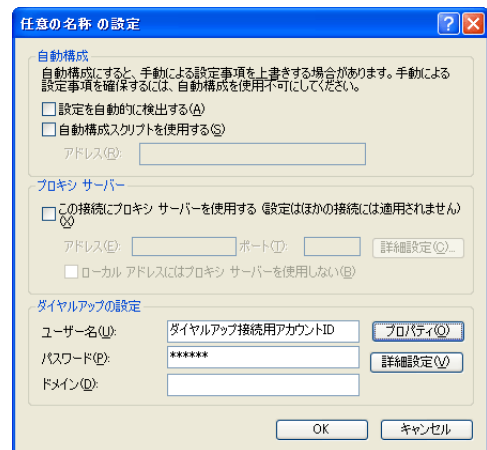 任意の名称 の設定
自動構成
自動構成にすると、手動による設定事項を上書きする場合があります。手動による
設定事項を確保するには、自動構成を使用不可にしてください。
設定を自動的に検出する(A)
自動構成スクリプトを使用する(S)
アドレス(R):
プロキシ サーバー
この接続にプロキシ サーバーを使用する (設定はほかの接続には適用されません)
(X)
アドレス(E): ポート(T): 詳細設定(C)...
ローカル アドレスにはプロキシ サーバーを使用しない(B)
ダイヤルアップの設定
ユーザー名(U): ダイヤルアップ接続用アカウントID プロパティ(O)
パスワード(P): ****** 詳細設定(V)
ドメイン(D):
OK キャンセル